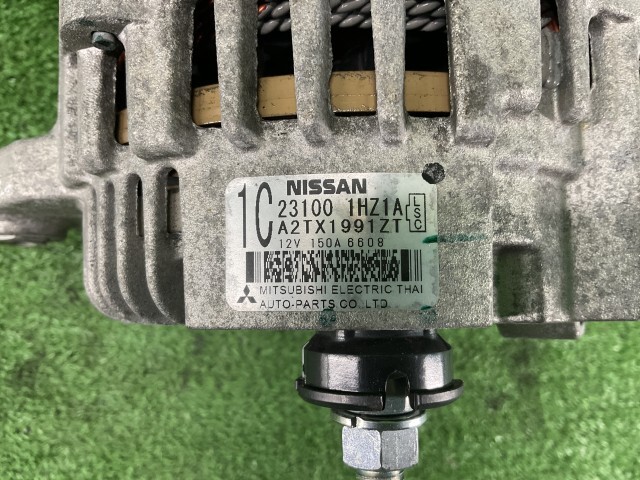 NISSAN
1C 23100 1HZ1A
A2TX1991ZT
LSC
12V 150A 6608
MITSUBISHI ELECTRIC THAI
AUTO-PARTS CO.,LTD.